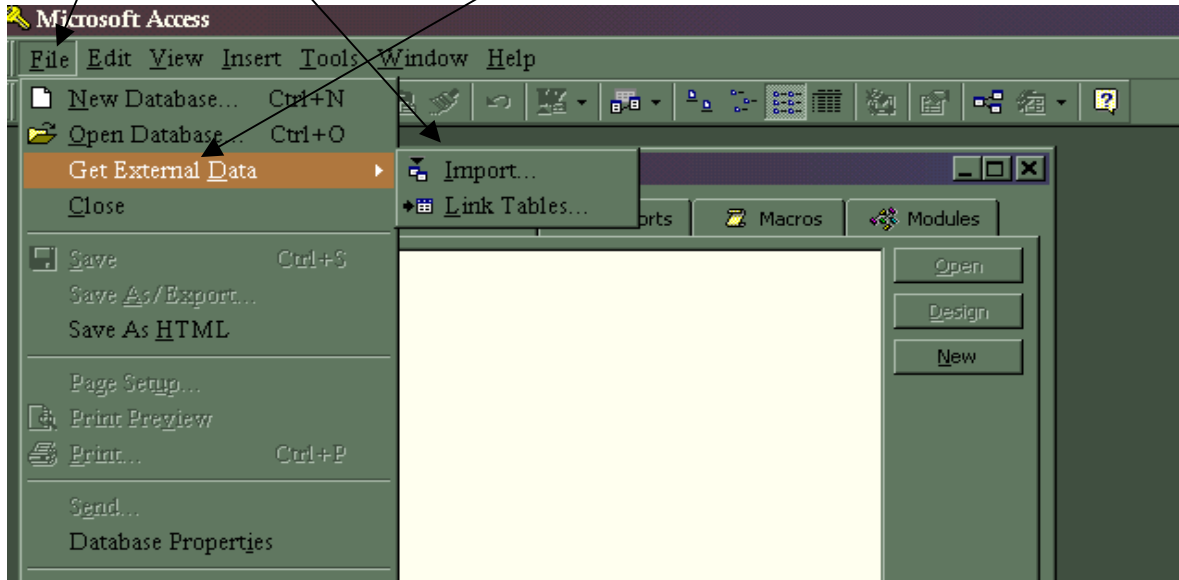 Microsoft Access
File Edit View Insert Tools Window Help
New Database... Ctrl+N
Open Database... Ctrl+O
Get External Data
Import...
Close
Link Tables...
Macros
Modules
Save Ctrl+S
Open
Save As/Export...
Design
Save As HTML
New
Page Setup...
Print Preview
Print... Ctrl+P
Send...
Database Properties